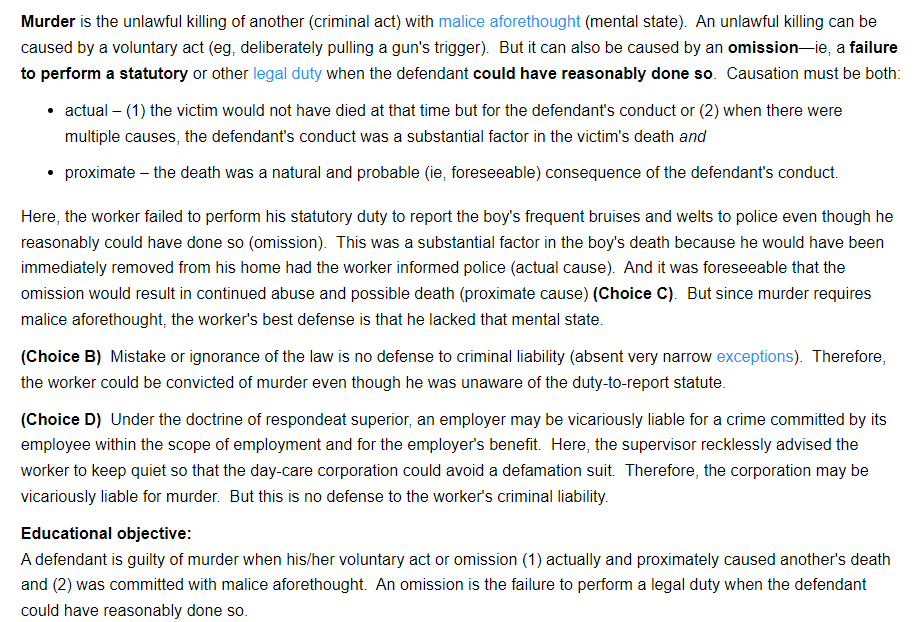 Murder is the unlawful killing of another (criminal act) with malice aforethought (mental state).  An unlawful killing can be
caused by a voluntary act (eg, deliberately pulling a gun's trigger).  But it can also be caused by an omission—ie, a failure
to perform a statutory or other legal duty when the defendant could have reasonably done so.  Causation must be both:
• actual – (1) the victim would not have died at that time but for the defendant's conduct or (2) when there were
multiple causes, the defendant's conduct was a substantial factor in the victim's death and
• proximate – the death was a natural and probable (ie, foreseeable) consequence of the defendant's conduct.
Here, the worker failed to perform his statutory duty to report the boy's frequent bruises and welts to police even though he
reasonably could have done so (omission).  This was a substantial factor in the boy's death because he would have been
immediately removed from his home had the worker informed police (actual cause).  And it was foreseeable that the
omission would result in continued abuse and possible death (proximate cause) (Choice C).  But since murder requires
malice aforethought, the worker's best defense is that he lacked that mental state.
(Choice B)  Mistake or ignorance of the law is no defense to criminal liability (absent very narrow exceptions).  Therefore,
the worker could be convicted of murder even though he was unaware of the duty-to-report statute.
(Choice D)  Under the doctrine of respondeat superior, an employer may be vicariously liable for a crime committed by its
employee within the scope of employment and for the employer's benefit.  Here, the supervisor recklessly advised the
worker to keep quiet so that the day-care corporation could avoid a defamation suit.  Therefore, the corporation may be
vicariously liable for murder.  But this is no defense to the worker's criminal liability.
Educational objective:
A defendant is guilty of murder when his/her voluntary act or omission (1) actually and proximately caused another's death
and (2) was committed with malice aforethought.  An omission is the failure to perform a legal duty when the defendant
could have reasonably done so.